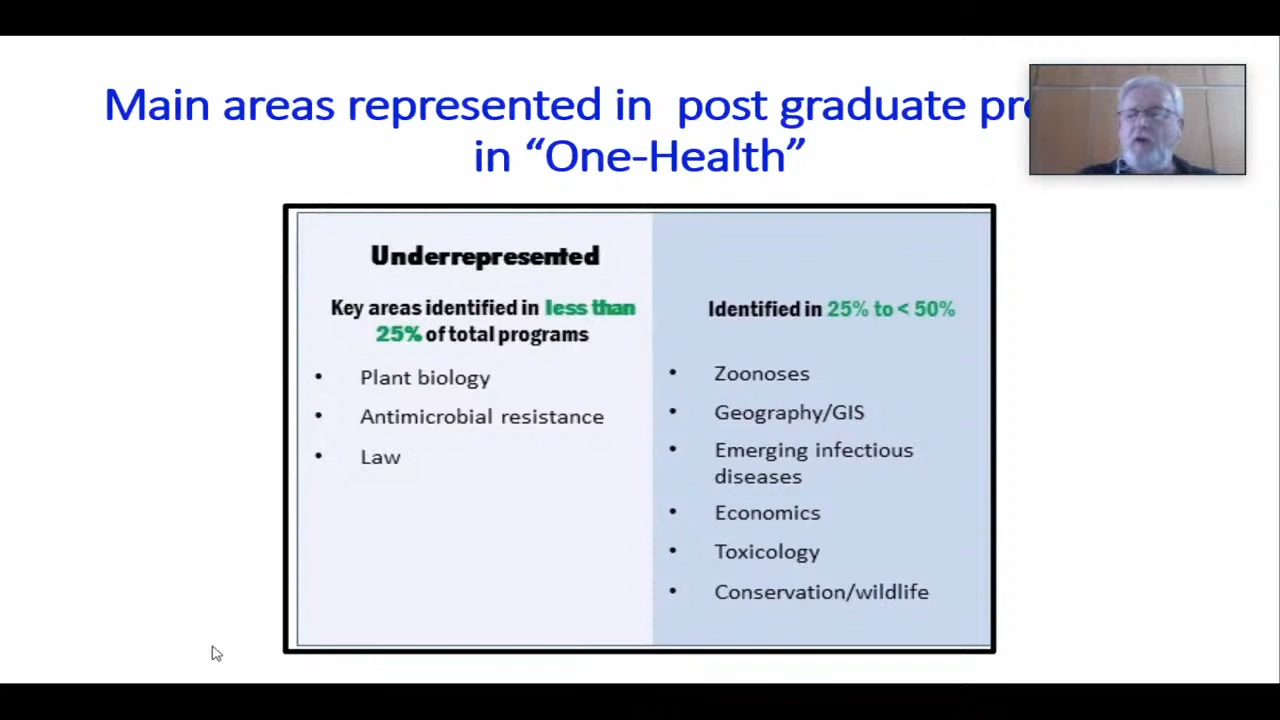 Main areas represented in post graduate
in “One-Health”
Underrepresented
Key areas identified in less than
25% of total programs
• Plant biology
• Antimicrobial resistance
• Law
Identified in 25% to < 50%
• Zoonoses
• Geography/GIS
• Emerging infectious
diseases
• Economics
• Toxicology
• Conservation/wildlife